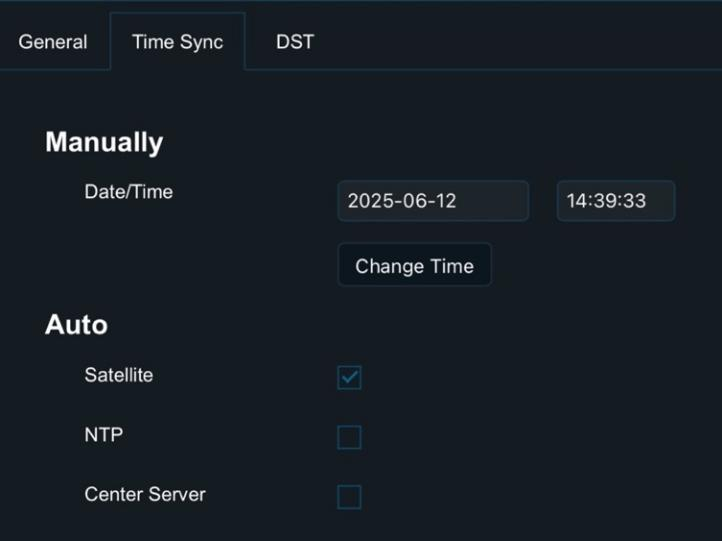 General Time Sync DST
Manually
Date/Time 2025-06-12 14:39:33
Change Time
Auto
Satellite
NTP
Center Server